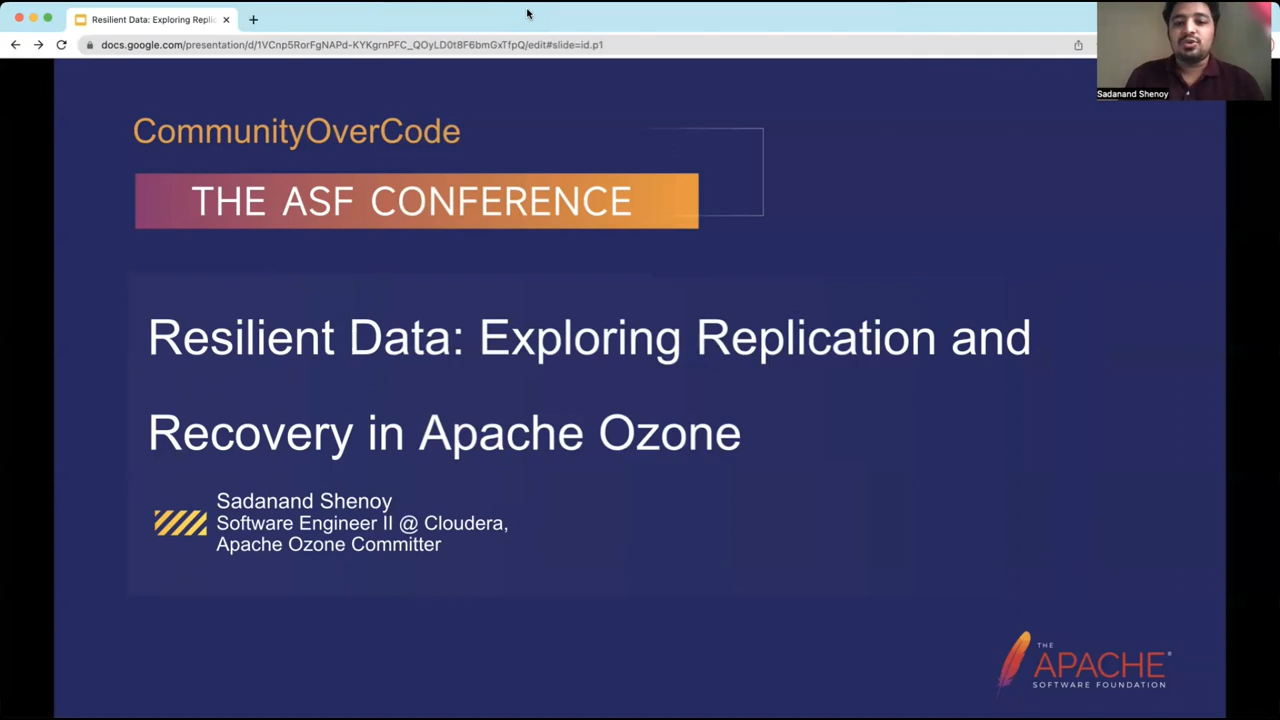 Resilient Data: Exploring Replic
docs.google.com/presentation/d/1VCnp5RorFgNAPd-KYKgrnPFC_QOyLD0t8F6bmGxTfpQ/edit#slide=id.p1
Sadanand Shenoy
CommunityOverCode
THE ASF CONFERENCE
Resilient Data: Exploring Replication and
Recovery in Apache Ozone
Sadanand Shenoy
Software Engineer II @ Cloudera,
Apache Ozone Committer
THE
APACHE®
SOFTWARE FOUNDATION